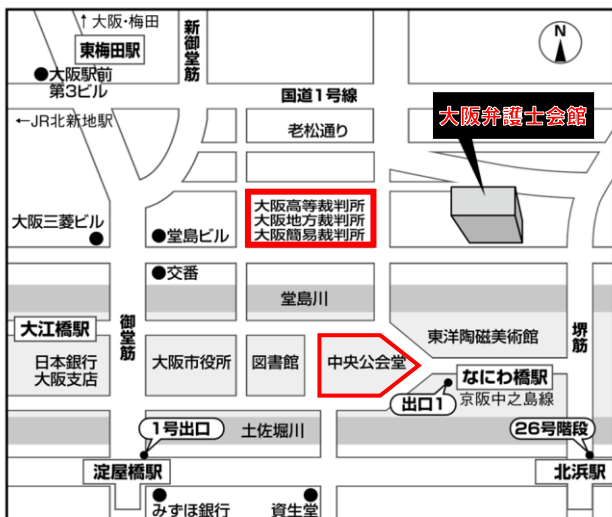 ↑大阪・梅田
東梅田駅
新御堂筋
N
●大阪駅前
第3ビル
国道1号線
←JR北新地駅
老松通り
大阪弁護士会館
大阪高等裁判所
大阪地方裁判所
大阪簡易裁判所
大阪三菱ビル
●堂島ビル
●交番
堂島川
大江橋駅
御堂筋
東洋陶磁美術館
堺筋
日本銀行
大阪支店
大阪市役所
図書館
中央公会堂
なにわ橋駅
京阪中之島線
出口1
1号出口
土佐堀川
26号階段
淀屋橋駅
北浜駅
みずほ銀行
資生堂